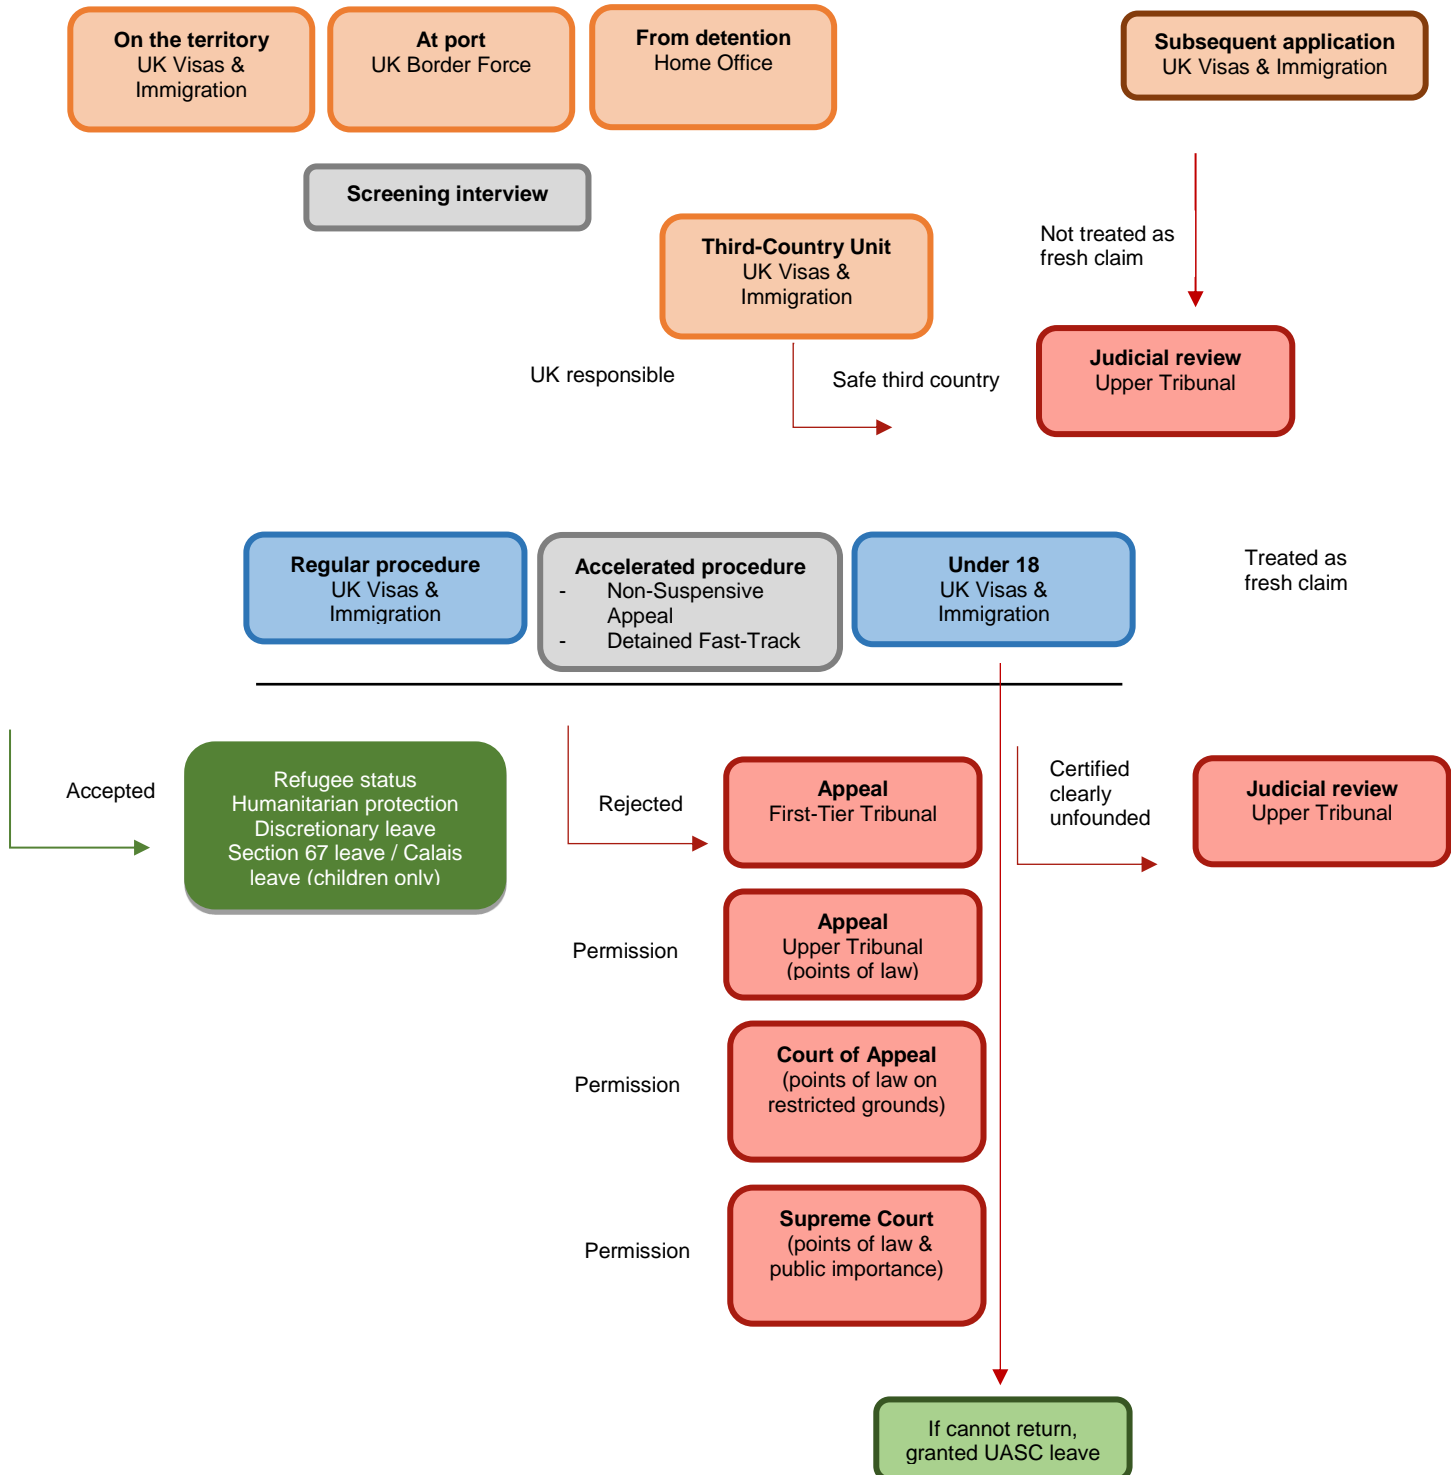 On the territory
UK Visas &
Immigration
At port
UK Border Force
From detention
Home Office
Subsequent application
UK Visas & Immigration
Screening interview
Third-Country Unit
UK Visas &
Immigration
Not treated as
fresh claim
UK responsible
Safe third country
Judicial review
Upper Tribunal
Regular procedure
UK Visas &
Immigration
Accelerated procedure
- Non-Suspensive
Appeal
- Detained Fast-Track
Under 18
UK Visas &
Immigration
Treated as
fresh claim
Accepted
Refugee status
Humanitarian protection
Discretionary leave
Section 67 leave / Calais
leave (children only)
Rejected
Appeal
First-Tier Tribunal
Certified
clearly
unfounded
Judicial review
Upper Tribunal
Permission
Appeal
Upper Tribunal
(points of law)
Permission
Court of Appeal
(points of law on
restricted grounds)
Permission
Supreme Court
(points of law &
public importance)
If cannot return,
granted UASC leave